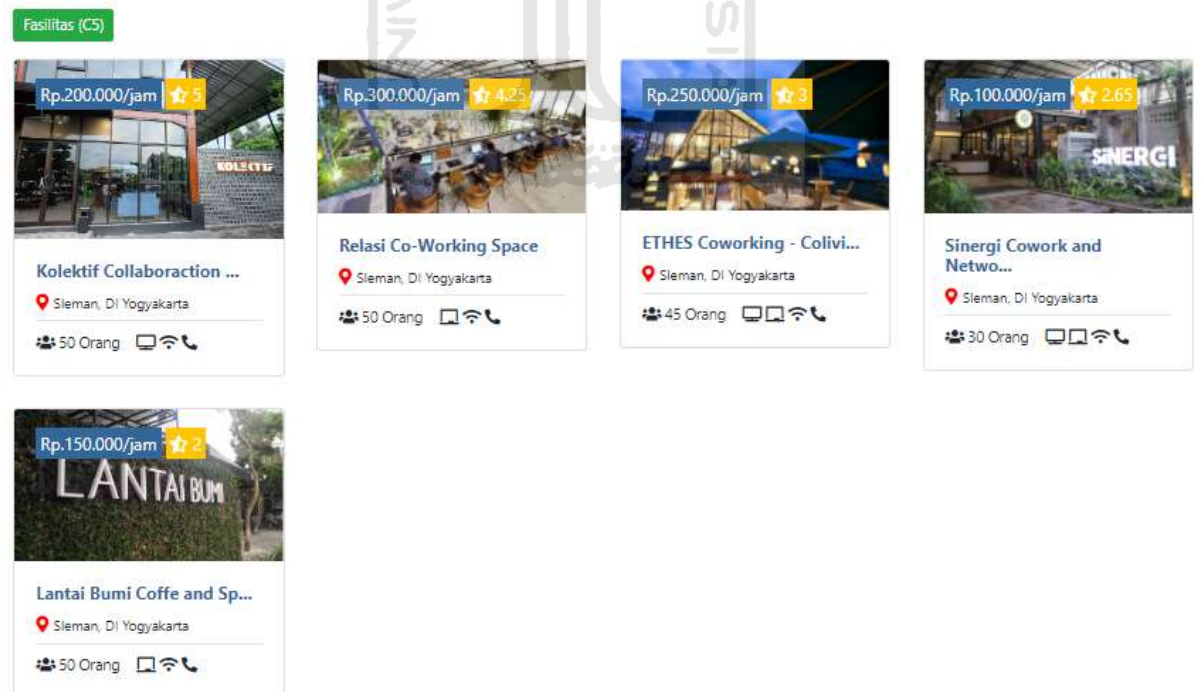 Fasilitas (C5)
Rp.200.000/jam 5
KOLEKTIF
Kolektif Collaboraction ...
Sleman, DI Yogyakarta
50 Orang
Rp.300.000/jam 4.25
Relasi Co-Working Space
Sleman, DI Yogyakarta
50 Orang
Rp.250.000/jam 3
ETHES Coworking - Colivi...
Sleman, DI Yogyakarta
45 Orang
Rp.100.000/jam 2.65
SINERGI
Sinergi Cowork and
Netwo...
Sleman, DI Yogyakarta
30 Orang
Rp.150.000/jam 2
LANTAI BUMI
Lantai Bumi Coffe and Sp...
Sleman, DI Yogyakarta
50 Orang